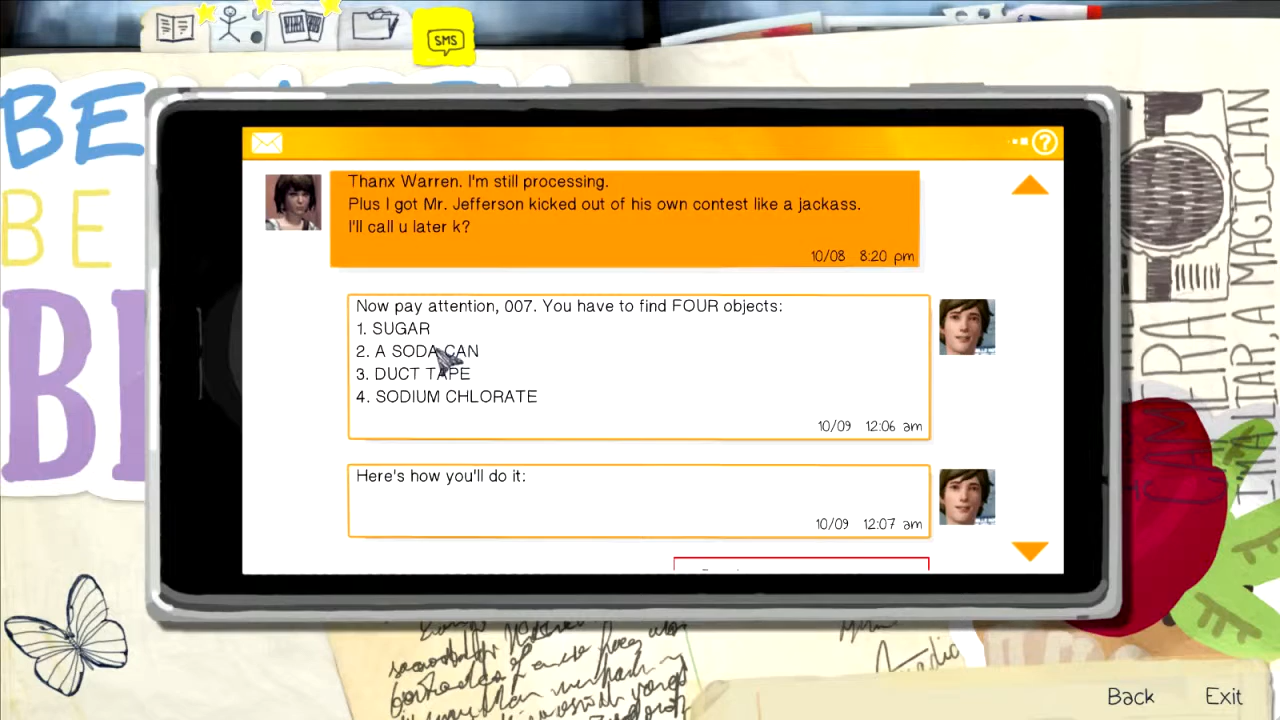 SMS
Thanx Warren. I'm still processing.
Plus I got Mr. Jefferson kicked out of his own contest like a jackass.
I'll call u later k?
10/08 8:20 pm
Now pay attention, 007. You have to find FOUR objects:
1. SUGAR
2. A SODA CAN
3. DUCT TAPE
4. SODIUM CHLORATE
10/09 12:06 am
Here's how you'll do it:
10/09 12:07 am
BE
BE
MAGICIAN
Back
Exit